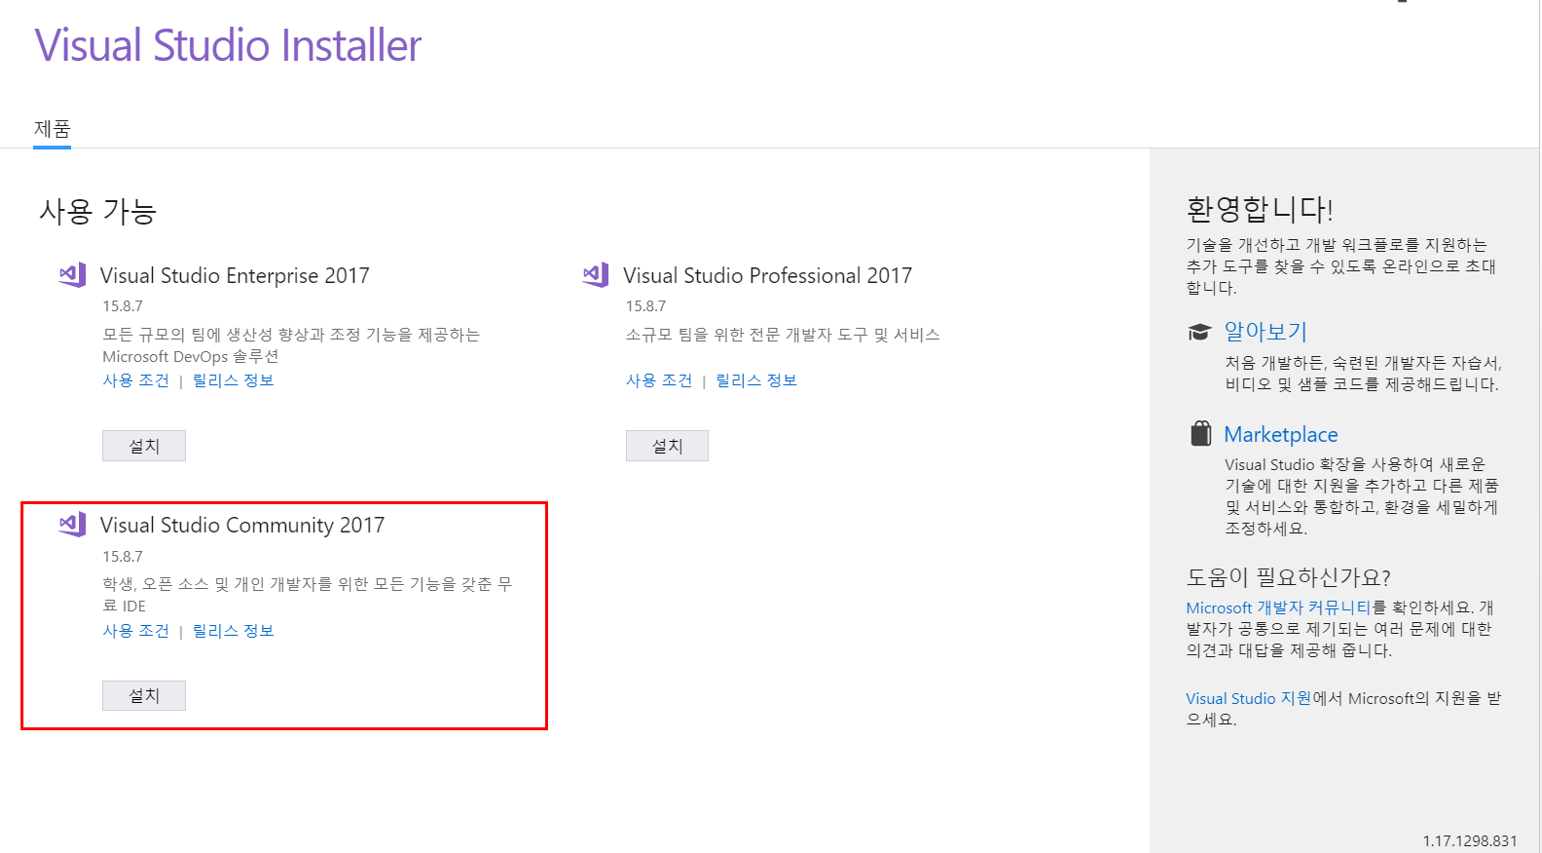 Visual Studio Installer
제품
사용 가능
Visual Studio Enterprise 2017
15.8.7
모든 규모의 팀에 생산성 향상과 조정 기능을 제공하는
Microsoft DevOps 솔루션
사용 조건 | 릴리스 정보
설치
Visual Studio Professional 2017
15.8.7
소규모 팀을 위한 전문 개발자 도구 및 서비스
사용 조건 | 릴리스 정보
설치
Visual Studio Community 2017
15.8.7
학생, 오픈 소스 및 개인 개발자를 위한 모든 기능을 갖춘 무
료 IDE
사용 조건 | 릴리스 정보
설치
환영합니다!
기술을 개선하고 개발 워크플로를 지원하는
추가 도구를 찾을 수 있도록 온라인으로 초대
합니다.
알아보기
처음 개발하든, 숙련된 개발자든 자습서,
비디오 및 샘플 코드를 제공해드립니다.
Marketplace
Visual Studio 확장을 사용하여 새로운
기술에 대한 지원을 추가하고 다른 제품
및 서비스와 통합하고, 환경을 세밀하게
조정하세요.
도움이 필요하신가요?
Microsoft 개발자 커뮤니티를 확인하세요. 개
발자가 공통으로 제기되는 여러 문제에 대한
의견과 대답을 제공해 줍니다.
Visual Studio 지원에서 Microsoft의 지원을 받
으세요.
1.17.1298.831